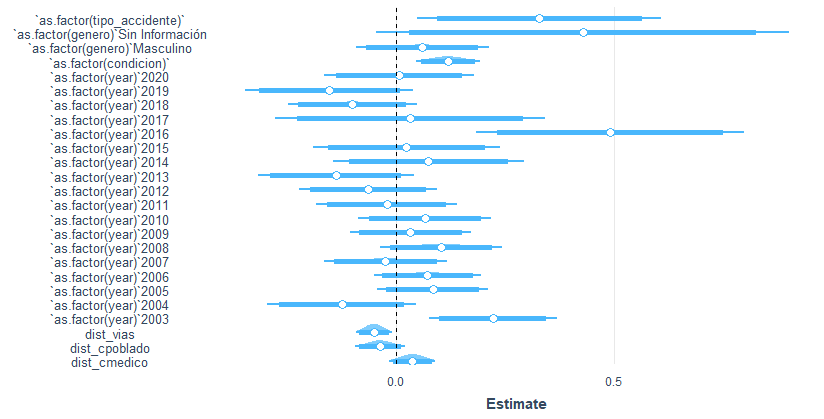 `as.factor(tipo_accidente)`
`as.factor(genero)`Sin Información
`as.factor(genero)`Masculino
`as.factor(condicion)`
`as.factor(year)`2020
`as.factor(year)`2019
`as.factor(year)`2018
`as.factor(year)`2017
`as.factor(year)`2016
`as.factor(year)`2015
`as.factor(year)`2014
`as.factor(year)`2013
`as.factor(year)`2012
`as.factor(year)`2011
`as.factor(year)`2010
`as.factor(year)`2009
`as.factor(year)`2008
`as.factor(year)`2007
`as.factor(year)`2006
`as.factor(year)`2005
`as.factor(year)`2004
`as.factor(year)`2003
dist_vias
dist_cpoblado
dist_cmedico
0.0 0.5
Estimate